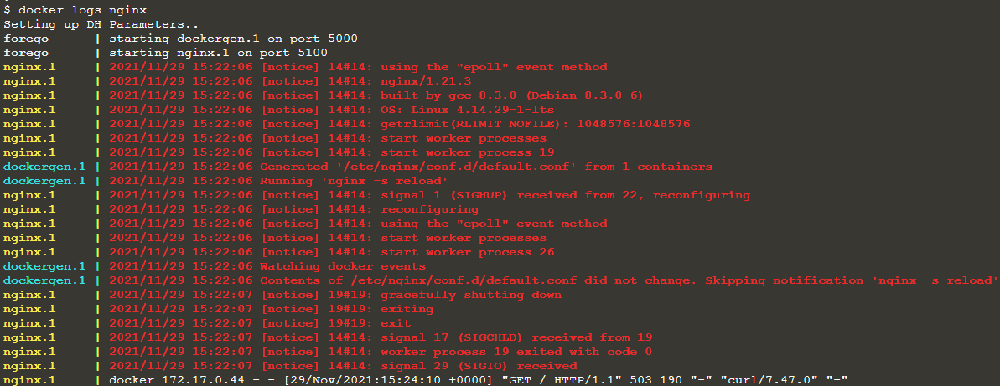 $ docker logs nginx
Setting up DH Parameters..
forego     | starting dockergen.1 on port 5000
forego     | starting nginx.1 on port 5100
nginx.1    | 2021/11/29 15:22:06 [notice] 14#14: using the "epoll" event method
nginx.1    | 2021/11/29 15:22:06 [notice] 14#14: nginx/1.21.3
nginx.1    | 2021/11/29 15:22:06 [notice] 14#14: built by gcc 8.3.0 (Debian 8.3.0-6)
nginx.1    | 2021/11/29 15:22:06 [notice] 14#14: OS: Linux 4.14.29-1-lts
nginx.1    | 2021/11/29 15:22:06 [notice] 14#14: getrlimit(RLIMIT_NOFILE): 1048576:1048576
nginx.1    | 2021/11/29 15:22:06 [notice] 14#14: start worker processes
nginx.1    | 2021/11/29 15:22:06 [notice] 14#14: start worker process 19
dockergen.1 | 2021/11/29 15:22:06 Generated '/etc/nginx/conf.d/default.conf' from 1 containers
dockergen.1 | 2021/11/29 15:22:06 Running 'nginx -s reload'
nginx.1    | 2021/11/29 15:22:06 [notice] 14#14: signal 1 (SIGHUP) received from 22, reconfiguring
nginx.1    | 2021/11/29 15:22:06 [notice] 14#14: reconfiguring
nginx.1    | 2021/11/29 15:22:06 [notice] 14#14: using the "epoll" event method
nginx.1    | 2021/11/29 15:22:06 [notice] 14#14: start worker processes
nginx.1    | 2021/11/29 15:22:06 [notice] 14#14: start worker process 26
dockergen.1 | 2021/11/29 15:22:06 Watching docker events
dockergen.1 | 2021/11/29 15:22:06 Contents of /etc/nginx/conf.d/default.conf did not change. Skipping notification 'nginx -s reload'
nginx.1    | 2021/11/29 15:22:07 [notice] 19#19: gracefully shutting down
nginx.1    | 2021/11/29 15:22:07 [notice] 19#19: exiting
nginx.1    | 2021/11/29 15:22:07 [notice] 19#19: exit
nginx.1    | 2021/11/29 15:22:07 [notice] 14#14: signal 17 (SIGCHLD) received from 19
nginx.1    | 2021/11/29 15:22:07 [notice] 14#14: worker process 19 exited with code 0
nginx.1    | 2021/11/29 15:22:07 [notice] 14#14: signal 29 (SIGIO) received
nginx.1    | docker 172.17.0.44 - - [29/Nov/2021:15:24:10 +0000] "GET / HTTP/1.1" 503 190 "-" "curl/7.47.0" "-"